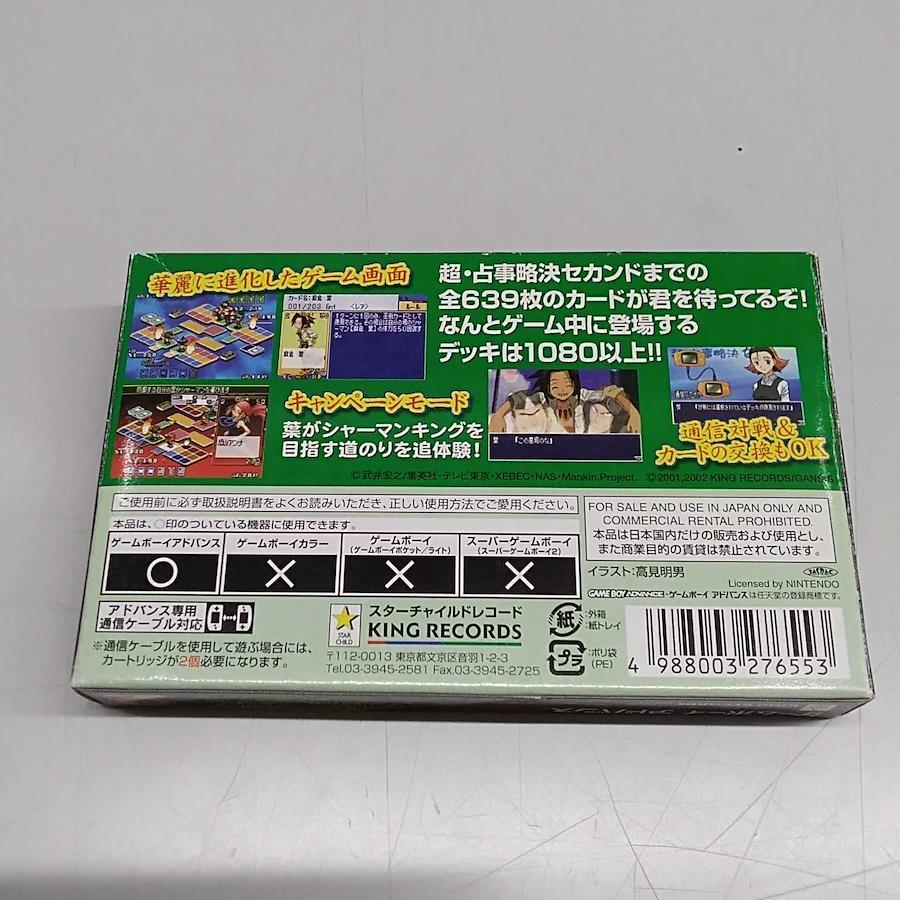 華麗に進化したゲーム画面
超・占事略決セカンドまでの
全639枚のカードが君を待ってるぞ!
なんとゲーム中に登場する
デッキは1080以上!!
カード名:麻倉 葉
001/203
<レア>
ルール
キャンペーンモード
葉がシャーマンキングを
目指す道のりを追体験!
恐山アンナ
葉
通信対戦&
カードの交換もOK
©武井宏之/集英社・テレビ東京・XEBEC・NAS・Mankin.Project. ©2001,2002 KING RECORDS/GANSIS
ご使用前に必ず取扱説明書をよくお読みいただき、正しい使用方法でご愛用ください。
本品は、○印のついている機器に使用できます。
ゲームボーイアドバンス
ゲームボーイカラー
ゲームボーイ
(ゲームボーイポケット/ライト)
スーパーゲームボーイ
(スーパーゲームボーイ2)
FOR SALE AND USE IN JAPAN ONLY AND
COMMERCIAL RENTAL PROHIBITED.
本品は日本国内だけの販売および使用とし、
また商業目的の賃貸は禁止されています。
イラスト:高見明男
Licensed by NINTENDO
GAME BOY ADVANCE・ゲームボーイ アドバンスは任天堂の登録商標です。
アドバンス専用
通信ケーブル対応
※通信ケーブルを使用して遊ぶ場合には、
カートリッジが2個必要になります。
STAR
CHILD
スターチャイルドレコード
KING RECORDS
〒112-0013 東京都文京区音羽1-2-3
Tel.03-3945-2581 Fax.03-3945-2725
紙
:外箱
:紙トレイ
プラ
:ポリ袋
(PE)
4 988003 276553